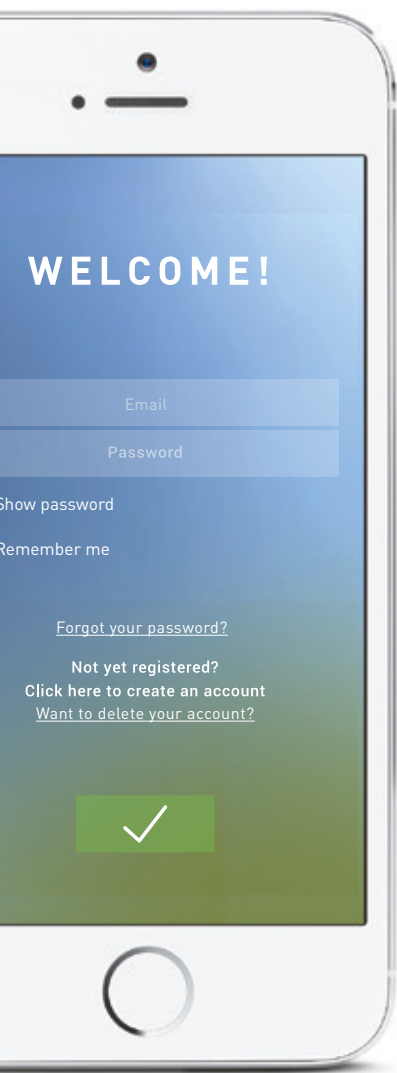 WELCOME!
Email
Password
Show password
Remember me
Forgot your password?
Not yet registered?
Click here to create an account
Want to delete your account?